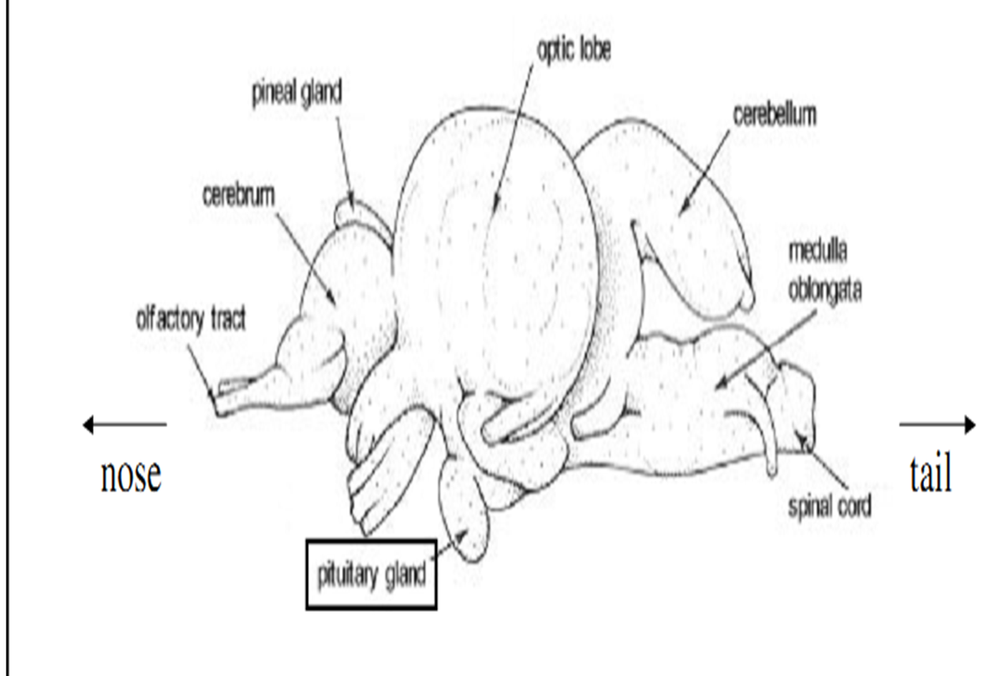 optic lobe
pineal gland
cerebellum
cerebrum
medulla
oblongata
olfactory tract
nose
tail
spinal cord
pituitary gland